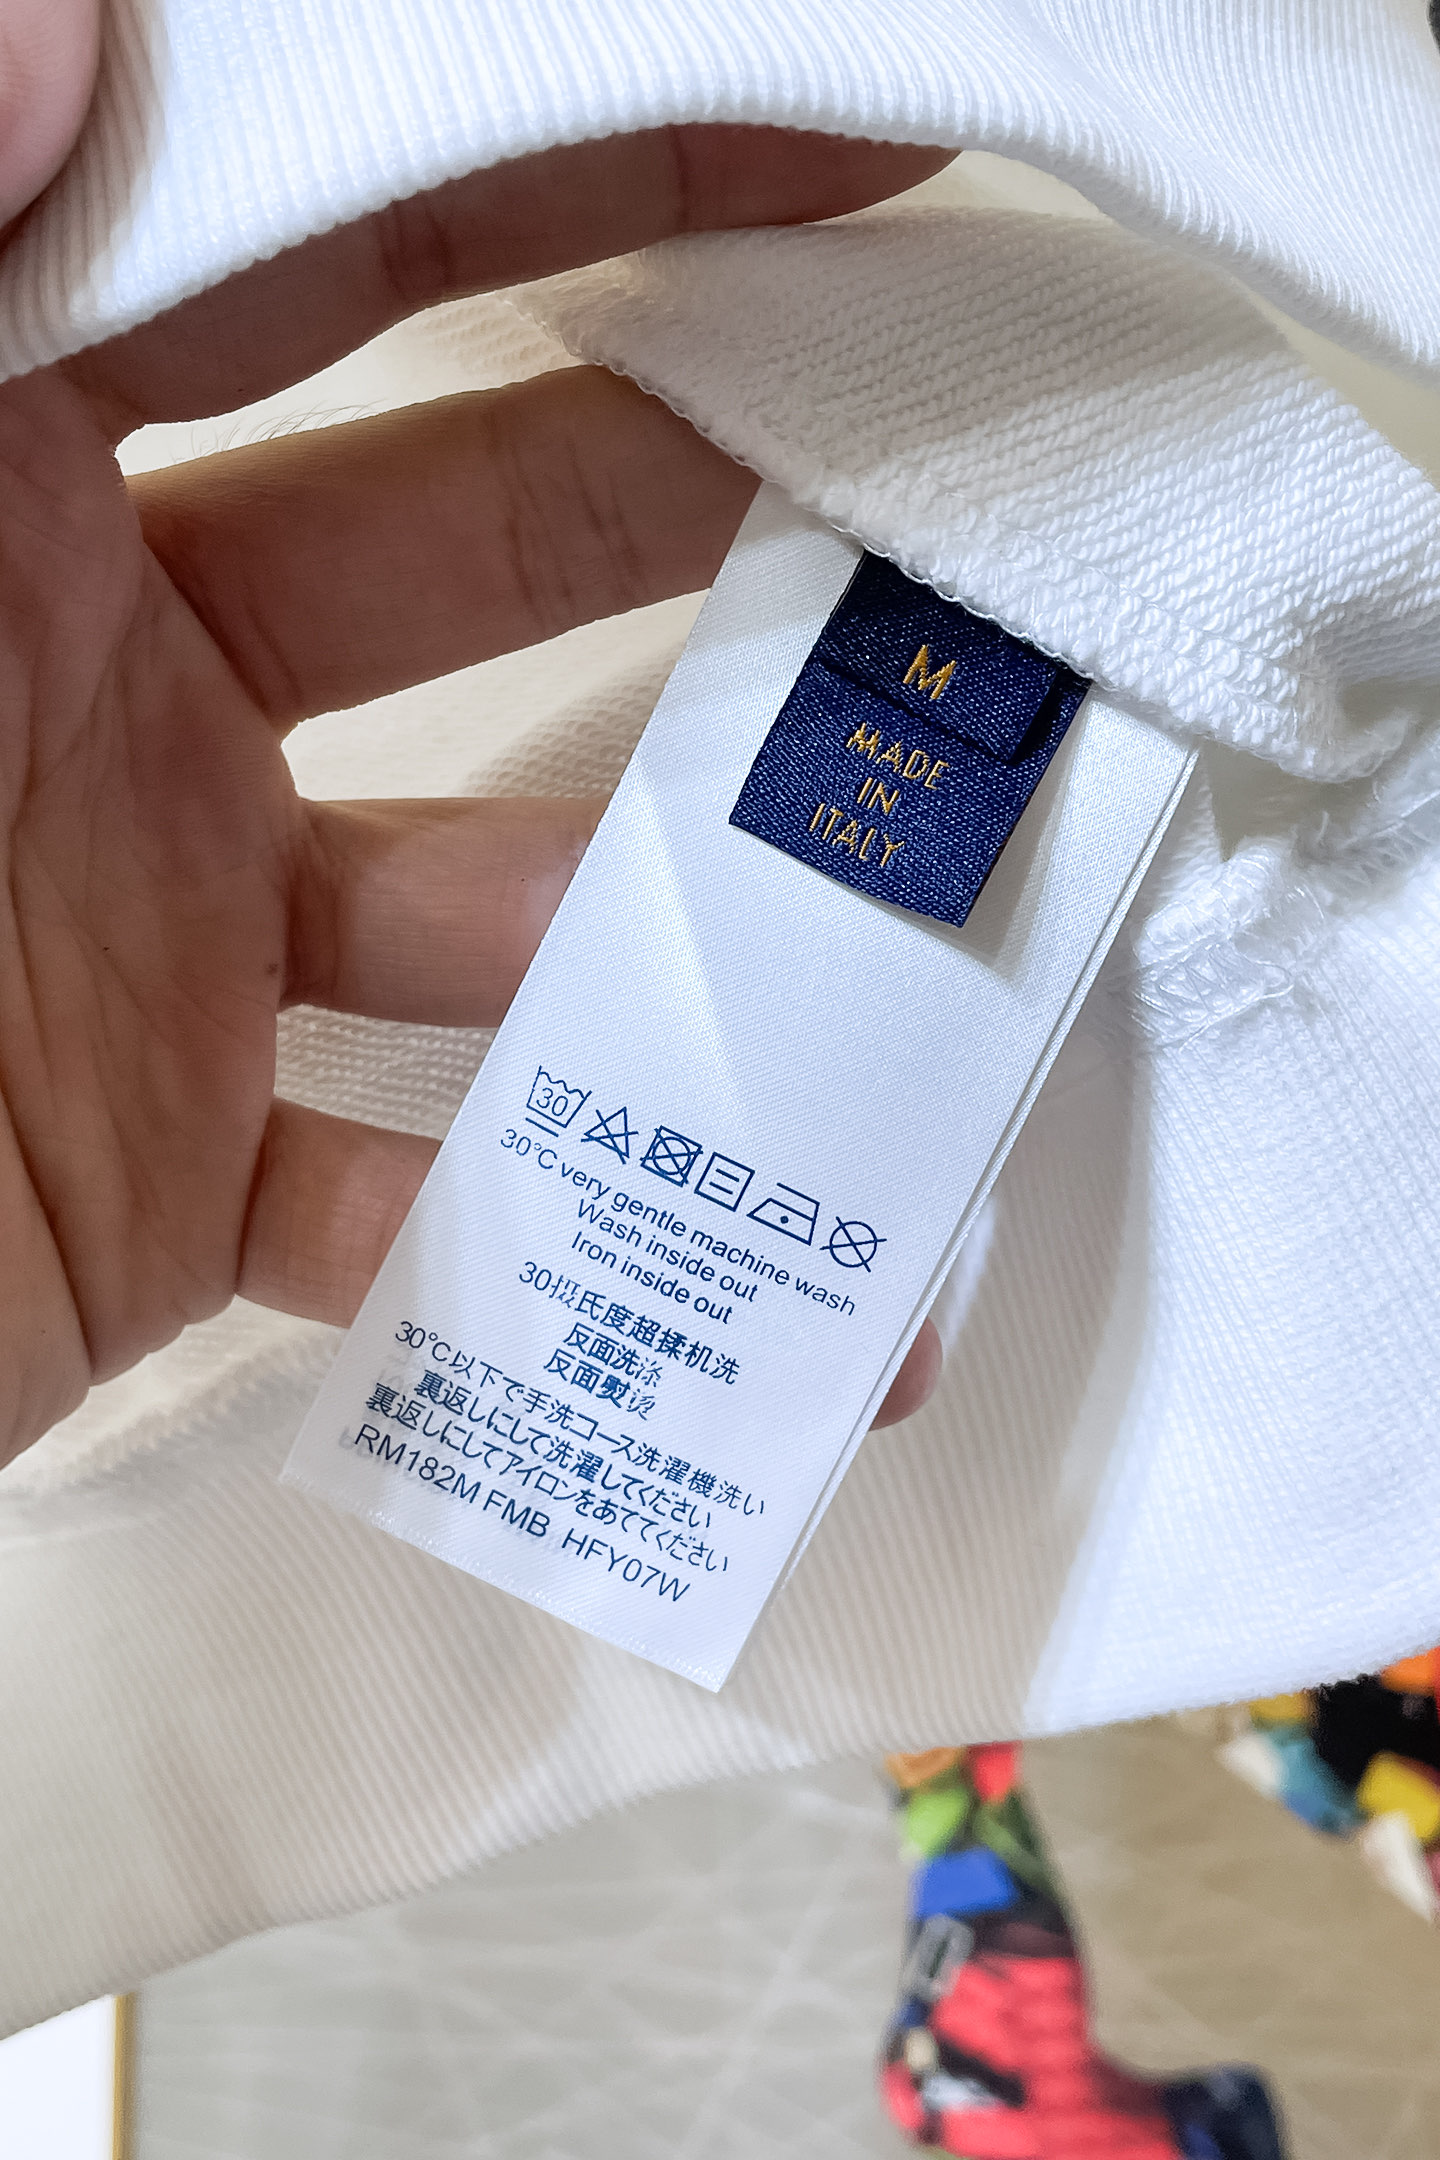 M
MADE
IN
ITALY
30
30°C very gentle machine wash
Wash inside out
Iron inside out
30摄氏度超揉机洗
反面洗涤
反面熨烫
30℃以下で手洗コース洗濯機洗い
裏返しにして洗濯してください
裏返しにしてアイロンをあててください
RM182M FMB HFY07W